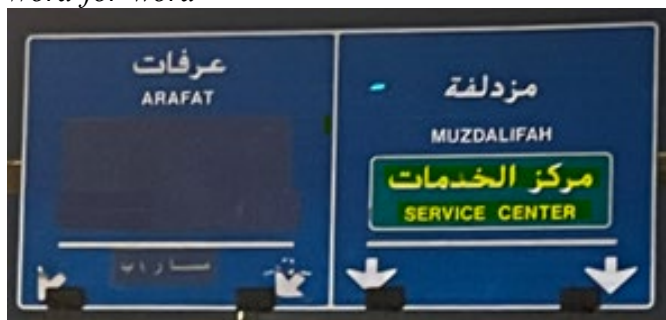 word for word
عرفات
ARAFAT
مزدلفة
MUZDALIFAH
مركز الخدمات
SERVICE CENTER